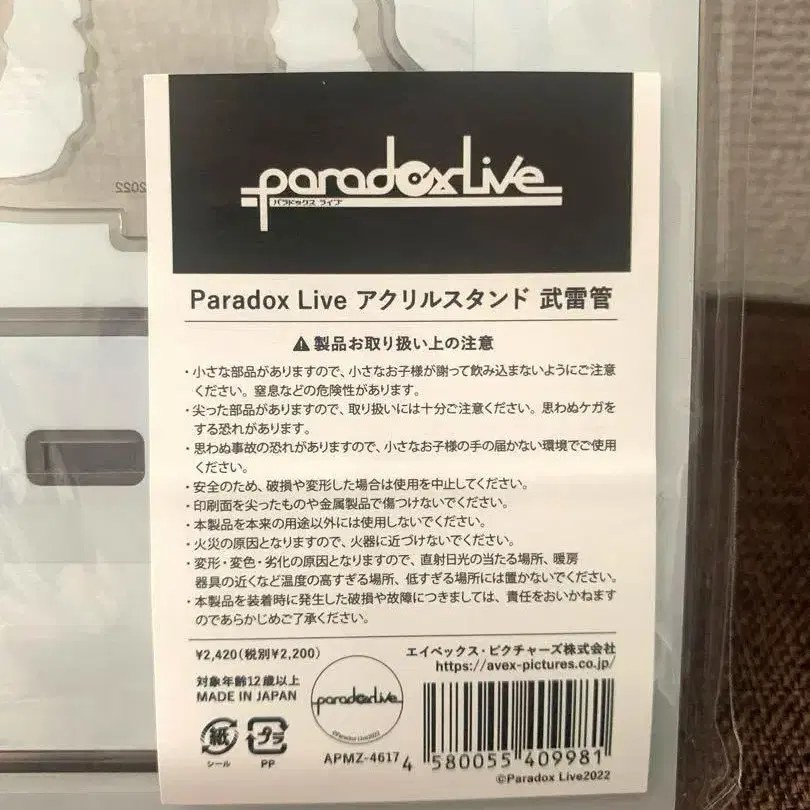 paradoxLive
パラドックス ライブ
Paradox Live アクリルスタンド 武雷管
⚠製品お取り扱い上の注意
・小さな部品がありますので、小さなお子様が謝って飲み込まないようにご注意
ください。窒息などの危険性があります。
・尖った部品がありますので、取り扱いには十分ご注意ください。思わぬケガを
する恐れがあります。
・思わぬ事故の恐れがありますので、小さなお子様の手の届かない環境でご使用
ください。
・安全のため、破損や変形した場合は使用を中止してください。
・印刷面を尖ったものや金属製品で傷つけないでください。
・本製品を本来の用途以外には使用しないでください。
・火災の原因となりますので、火器に近づけないでください。
・変形・変色・劣化の原因となりますので、直射日光の当たる場所、暖房
器具の近くなど温度の高すぎる場所、低すぎる場所には置かないでください。
・本製品を装着時に発生した破損や故障につきましては、責任をおいかねます
のであらかじめご了承ください。
¥2,420(税別¥2,200)
エイベックス・ピクチャーズ株式会社
https://avex-pictures.co.jp/
対象年齢12歳以上
MADE IN JAPAN
紙
シール
プラ
PP
paradoxLive
©Paradox Live2022
APMZ-4617
4 580055 409981
©Paradox Live2022
2022